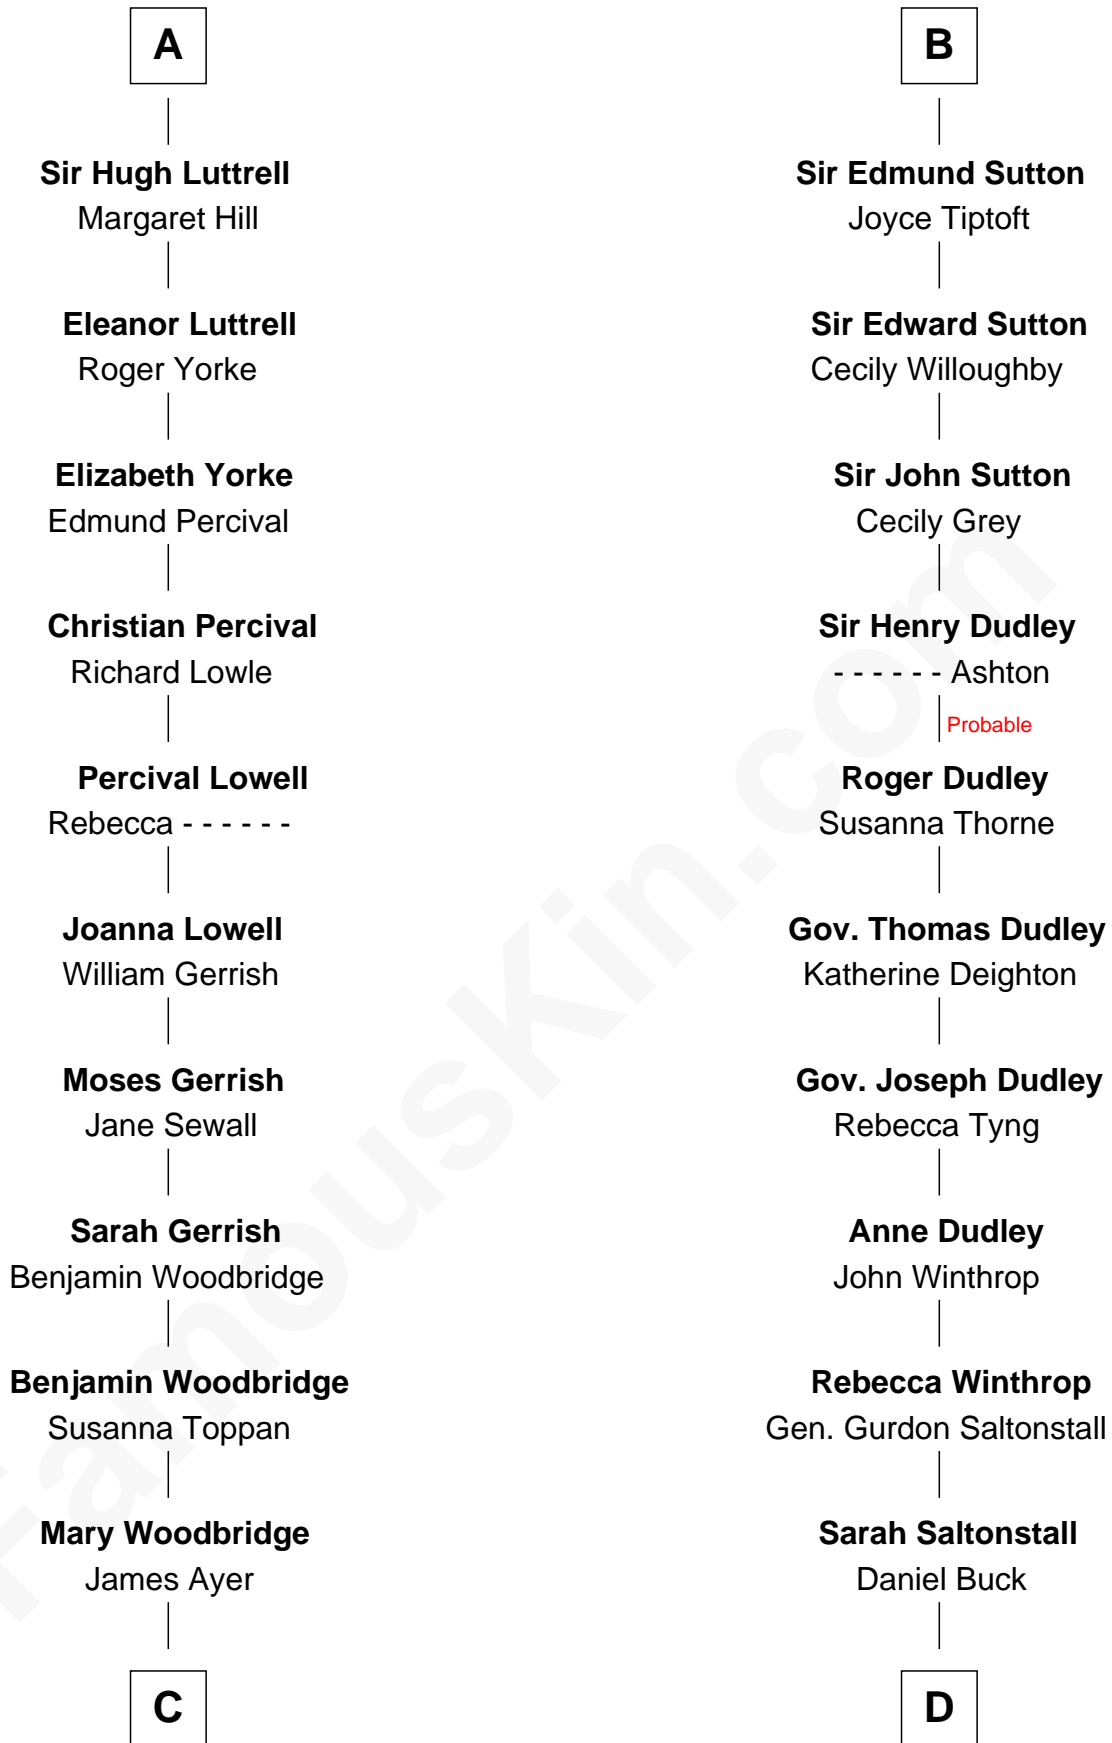 A
Sir Hugh Luttrell
Margaret Hill
Eleanor Luttrell
Roger Yorke
Elizabeth Yorke
Edmund Percival
Christian Percival
Richard Lowle
Percival Lowell
Rebecca - - - - - -
Joanna Lowell
William Gerrish
Moses Gerrish
Jane Sewall
Sarah Gerrish
Benjamin Woodbridge
Benjamin Woodbridge
Susanna Toppan
Mary Woodbridge
James Ayer
C
B
Sir Edmund Sutton
Joyce Tiptoft
Sir Edward Sutton
Cecily Willoughby
Sir John Sutton
Cecily Grey
Sir Henry Dudley
- - - - - - Ashton
Probable
Roger Dudley
Susanna Thorne
Gov. Thomas Dudley
Katherine Deighton
Gov. Joseph Dudley
Rebecca Tyng
Anne Dudley
John Winthrop
Rebecca Winthrop
Gen. Gurdon Saltonstall
Sarah Saltonstall
Daniel Buck
D
FamousKin.com